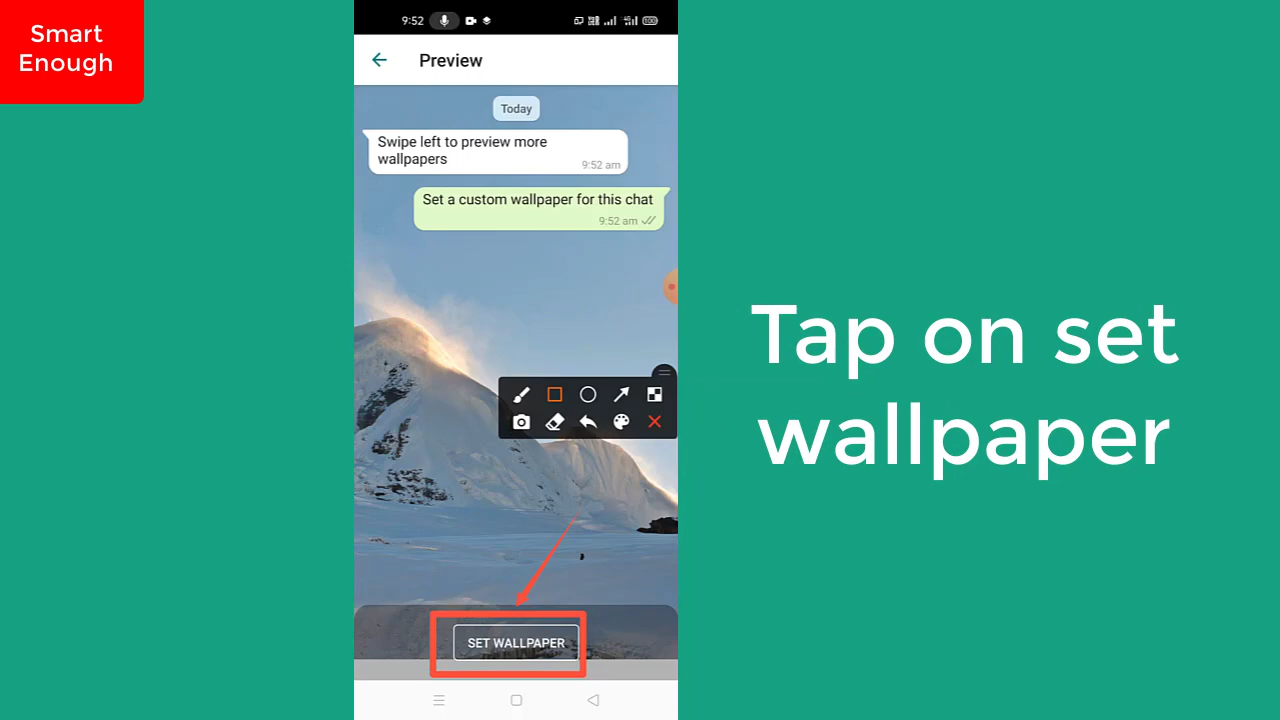 Smart
Enough
9:52
Preview
Today
Swipe left to preview more
wallpapers
9:52 am
Set a custom wallpaper for this chat
9:52 am
SET WALLPAPER
Tap on set
wallpaper